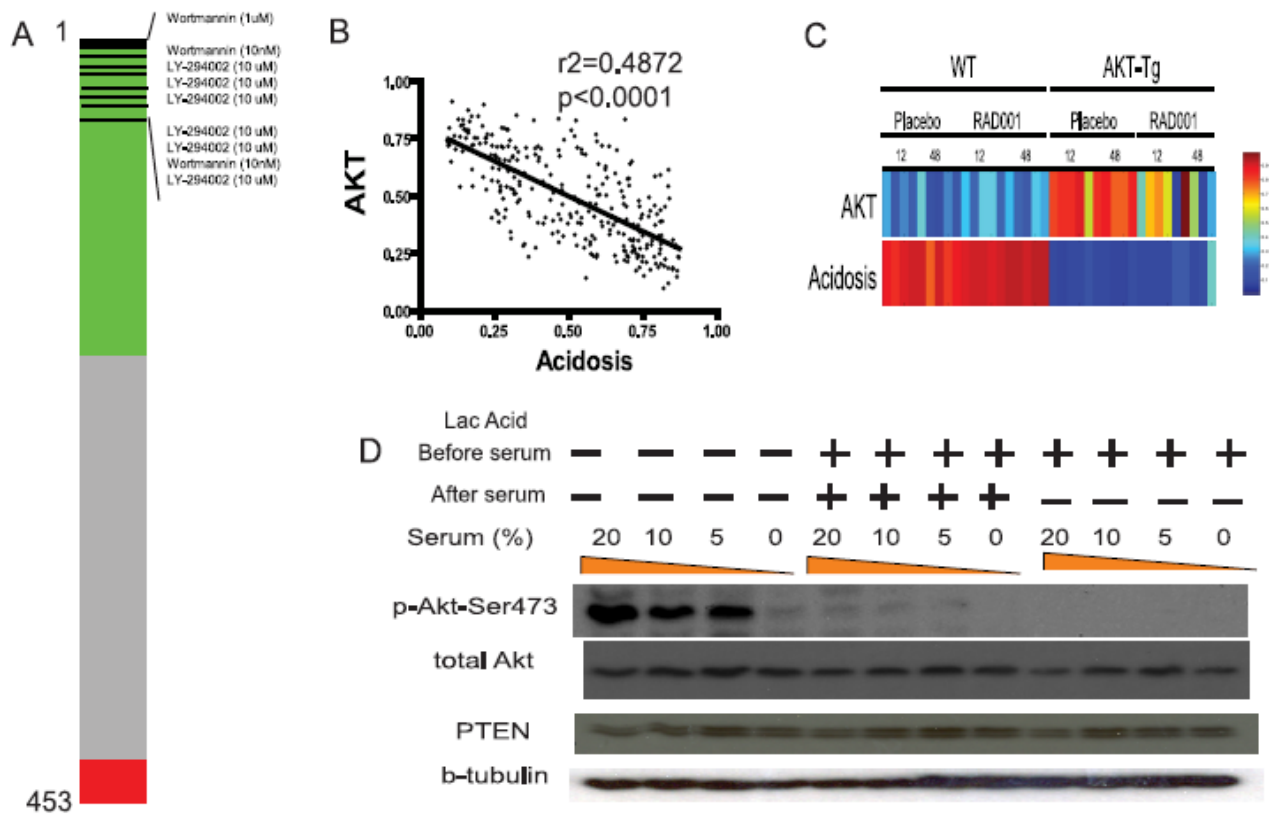 A
1
Wortmannin (1uM)
Wortmannin (10nM)
LY-294002 (10 uM)
LY-294002 (10 uM)
LY-294002 (10 uM)
LY-294002 (10 uM)
LY-294002 (10 uM)
Wortmannin (10nM)
LY-294002 (10 uM)
453
B
r2=0.4872
p<0.0001
AKT
1.00
0.75
0.50
0.25
0.00
0.00 0.25 0.50 0.75 1.00
Acidosis
C
WT AKT-Tg
Placebo RAD001 Placebo RAD001
12 48 12 48 12 48 12 48
AKT
Acidosis
D
Lac Acid
Before serum — — — — + + + + + + + +
After serum — — — — + + + + — — — —
Serum (%) 20 10 5 0 20 10 5 0 20 10 5 0
p-Akt-Ser473
total Akt
PTEN
b-tubulin